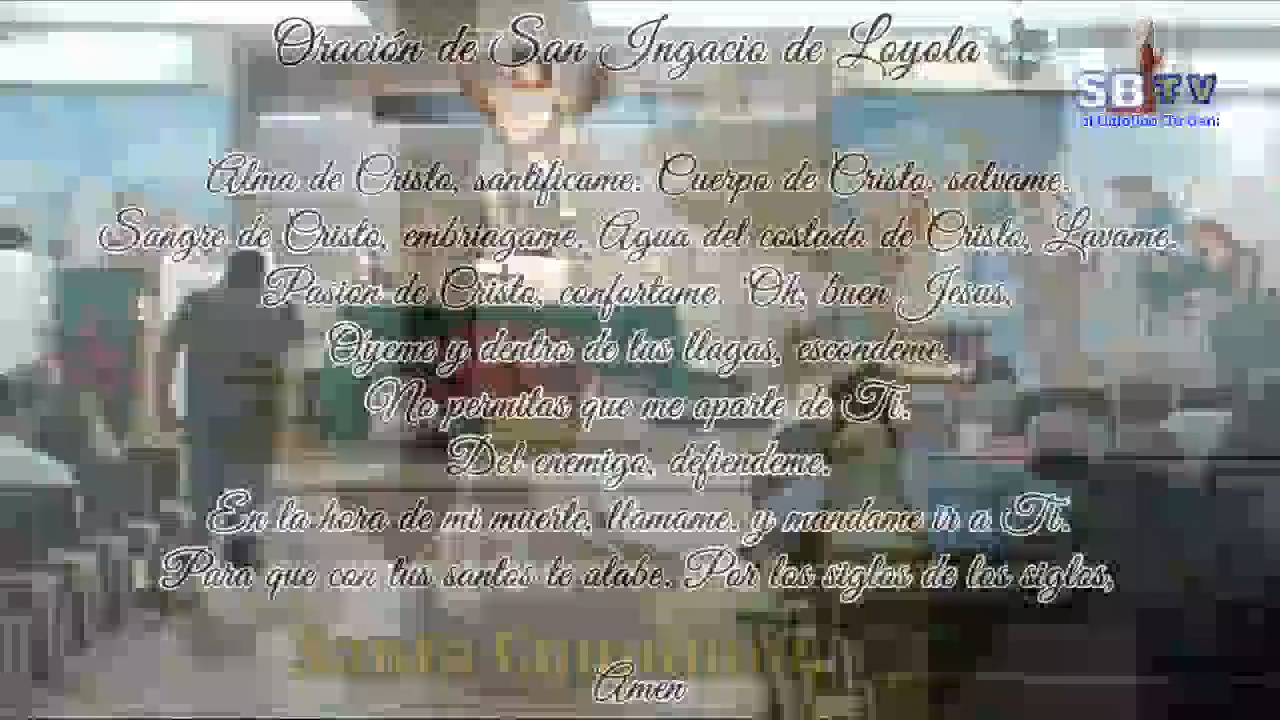 Oración de San Ingacio de Loyola
SBTV
Alma de Cristo, santificame. Cuerpo de Cristo, salvame.
Sangre de Cristo, embriagame. Agua del costado de Cristo, Lavame.
Pasion de Cristo, confortame. Oh, buen Jesus.
Oyeme y dentro de tus llagas, escondeme.
No permitas que me aparte de Ti.
Del enemigo, defiendeme.
En la hora de mi muerte, llamame, y mandame ir a Ti.
Para que con tus santos te alabe. Por los siglos de los siglos,
Amen